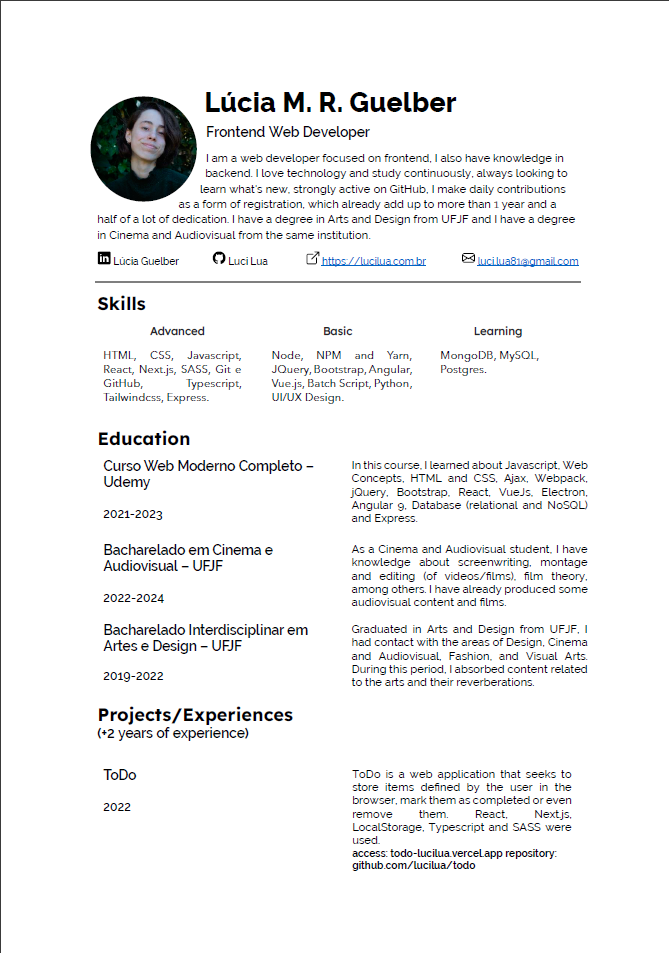 Lúcia M. R. Guelber
Frontend Web Developer
I am a web developer focused on frontend, I also have knowledge in
backend. I love technology and study continuously, always looking to
learn what's new, strongly active on GitHub, I make daily contributions
as a form of registration, which already add up to more than 1 year and a
half of a lot of dedication. I have a degree in Arts and Design from UFJF and I have a degree
in Cinema and Audiovisual from the same institution.
Lúcia Guelber Luci Lua https://lucilua.com.br luci.lua81@gmail.com
Skills
Advanced Basic Learning
HTML, CSS, Javascript,
React, Next.js, SASS, Git e
GitHub, Typescript,
Tailwindcss, Express.
Node, NPM and Yarn,
JQuery, Bootstrap, Angular,
Vue.js, Batch Script, Python,
UI/UX Design.
MongoDB, MySQL,
Postgres.
Education
Curso Web Moderno Completo –
Udemy
2021-2023
In this course, I learned about Javascript, Web
Concepts, HTML and CSS, Ajax, Webpack,
jQuery, Bootstrap, React, VueJs, Electron,
Angular 9, Database (relational and NoSQL)
and Express.
Bacharelado em Cinema e
Audiovisual – UFJF
2022-2024
As a Cinema and Audiovisual student, I have
knowledge about screenwriting, montage
and editing (of videos/films), film theory,
among others. I have already produced some
audiovisual content and films.
Bacharelado Interdisciplinar em
Artes e Design – UFJF
2019-2022
Graduated in Arts and Design from UFJF, I
had contact with the areas of Design, Cinema
and Audiovisual, Fashion, and Visual Arts.
During this period, I absorbed content related
to the arts and their reverberations.
Projects/Experiences
(+2 years of experience)
ToDo
2022
ToDo is a web application that seeks to
store items defined by the user in the
browser, mark them as completed or even
remove them. React, Next.js,
LocalStorage, Typescript and SASS were
used.
access: todo-lucilua.vercel.app repository:
github.com/lucilua/todo